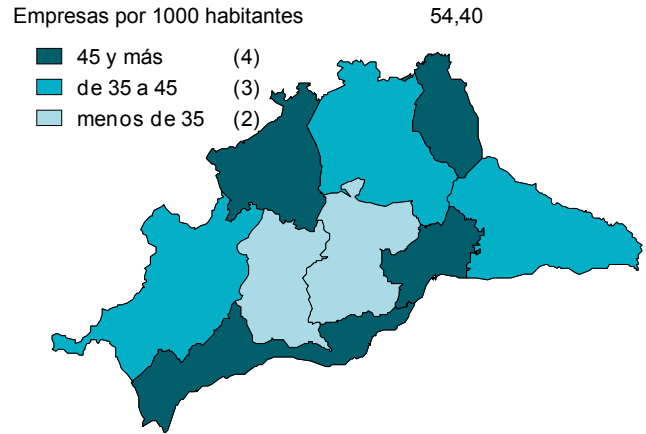 Empresas por 1000 habitantes 54,40
45 y más (4)
de 35 a 45 (3)
menos de 35 (2)